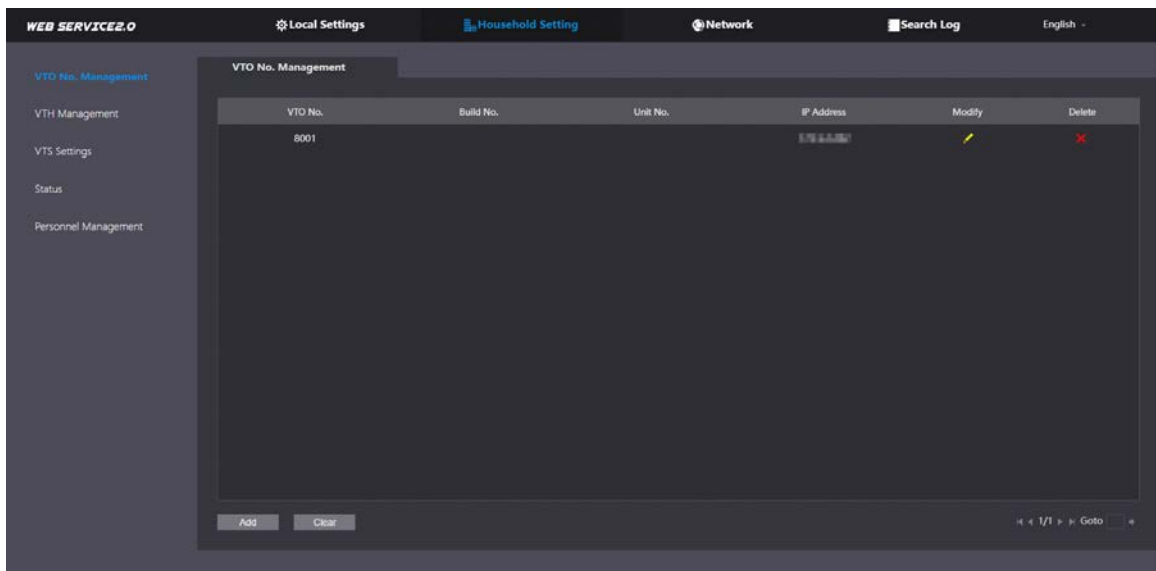 WEB SERVICE2.0 Local Settings Household Setting Network Search Log English
VTO No. Management
VTO No. Management
VTH Management
VTS Settings
Status
Personnel Management
VTO No. Build No. Unit No. IP Address Modify Delete
8001
Add Clear 1/1 Goto